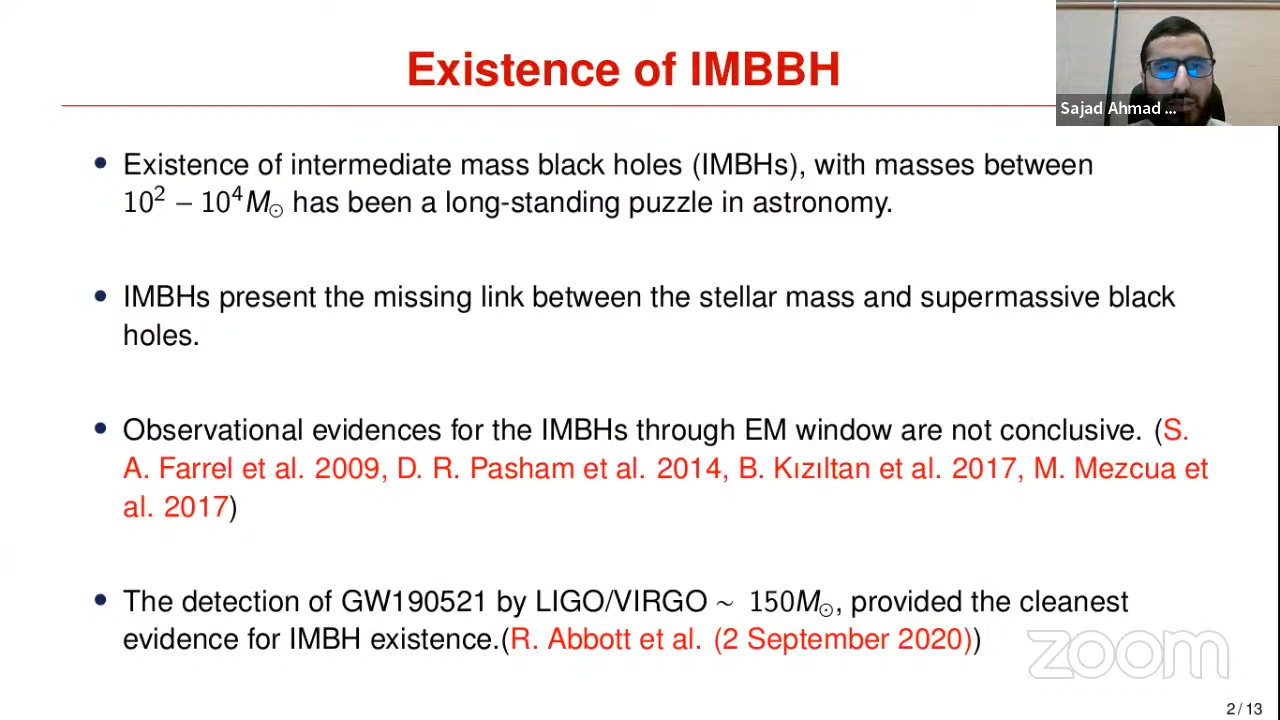 Existence of IMBBH
Sajad Ahmad ...
• Existence of intermediate mass black holes (IMBHs), with masses between
10² − 10⁴M⊙ has been a long-standing puzzle in astronomy.
• IMBHs present the missing link between the stellar mass and supermassive black
holes.
• Observational evidences for the IMBHs through EM window are not conclusive. (S.
A. Farrel et al. 2009, D. R. Pasham et al. 2014, B. Kızıltan et al. 2017, M. Mezcua et
al. 2017)
• The detection of GW190521 by LIGO/VIRGO ∼ 150M⊙, provided the cleanest
evidence for IMBH existence.(R. Abbott et al. (2 September 2020))
zoom
2 / 13